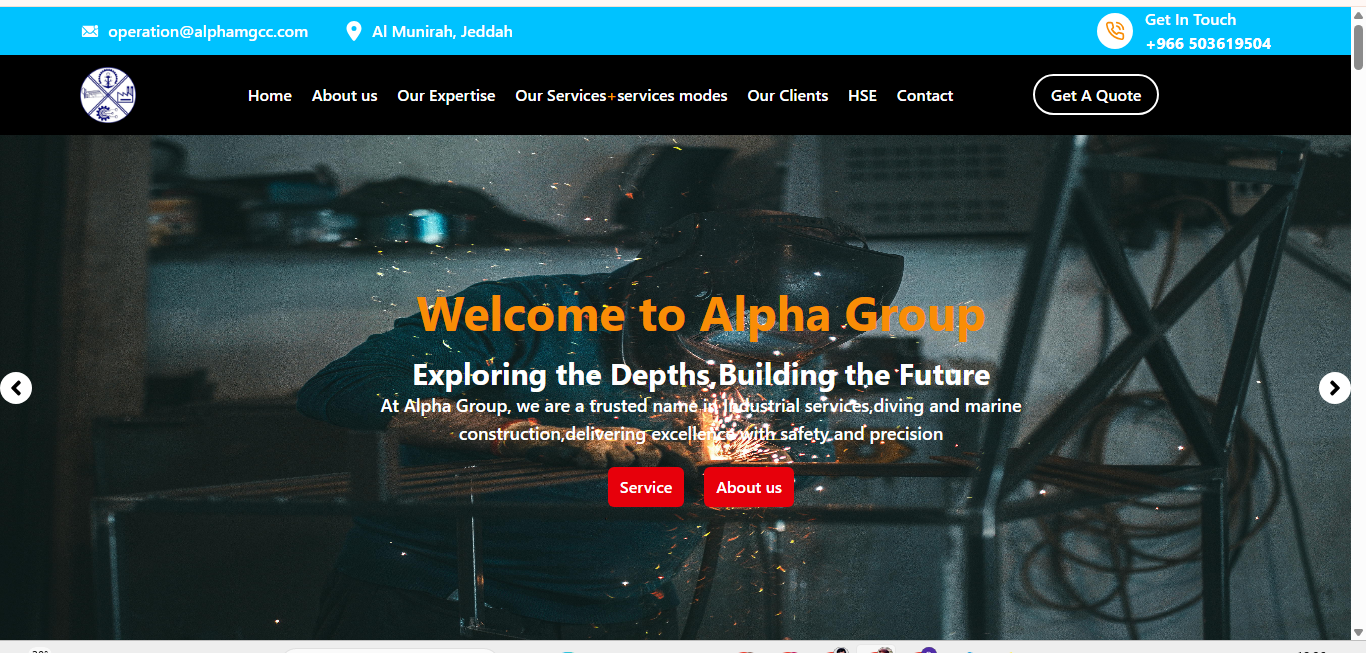 operation@alphamgcc.com
Al Munirah, Jeddah
Get In Touch
+966 503619504
Home
About us
Our Expertise
Our Services+services modes
Our Clients
HSE
Contact
Get A Quote
Welcome to Alpha Group
Exploring the Depths,Building the Future
At Alpha Group, we are a trusted name in Industrial services,diving and marine
construction,delivering excellence with safety and precision
Service
About us